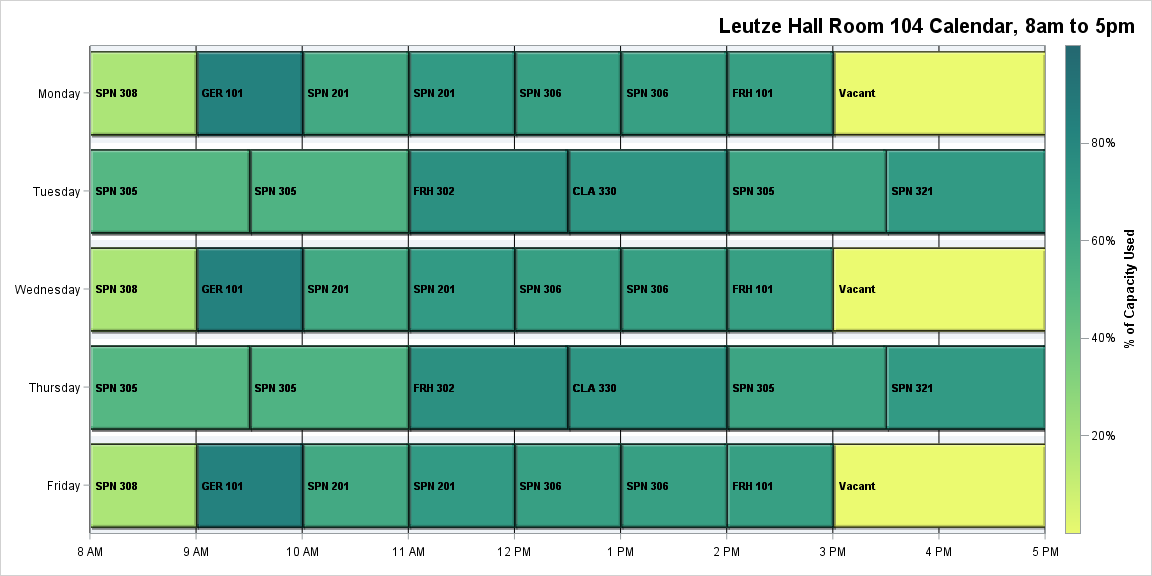 Leutze Hall Room 104 Calendar, 8am to 5pm
Monday
SPN 308 GER 101 SPN 201 SPN 201 SPN 306 SPN 306 FRH 101 Vacant
Tuesday
SPN 305 SPN 305 FRH 302 CLA 330 SPN 305 SPN 321
Wednesday
SPN 308 GER 101 SPN 201 SPN 201 SPN 306 SPN 306 FRH 101 Vacant
Thursday
SPN 305 SPN 305 FRH 302 CLA 330 SPN 305 SPN 321
Friday
SPN 308 GER 101 SPN 201 SPN 201 SPN 306 SPN 306 FRH 101 Vacant
8 AM 9 AM 10 AM 11 AM 12 PM 1 PM 2 PM 3 PM 4 PM 5 PM
80%
60%
40%
20%
% of Capacity Used